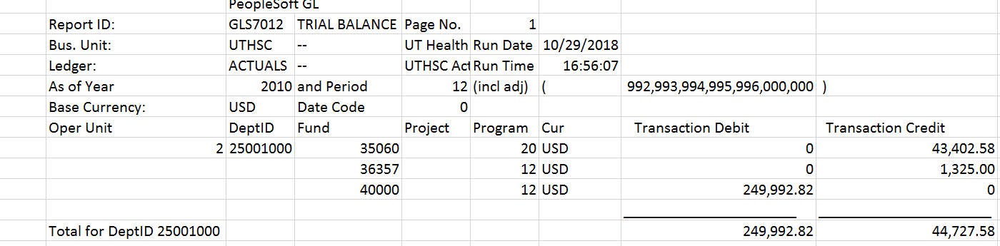 PeopleSoft GL
Report ID: GLS7012 TRIAL BALANCE Page No. 1
Bus. Unit: UTHSC -- UT Health Run Date 10/29/2018
Ledger: ACTUALS -- UTHSC Act Run Time 16:56:07
As of Year 2010 and Period 12 (incl adj) ( 992,993,994,995,996,000,000 )
Base Currency: USD Date Code 0
Oper Unit DeptID Fund Project Program Cur Transaction Debit Transaction Credit
2 25001000 35060 20 USD 0 43,402.58
36357 12 USD 0 1,325.00
40000 12 USD 249,992.82 0
Total for DeptID 25001000 249,992.82 44,727.58